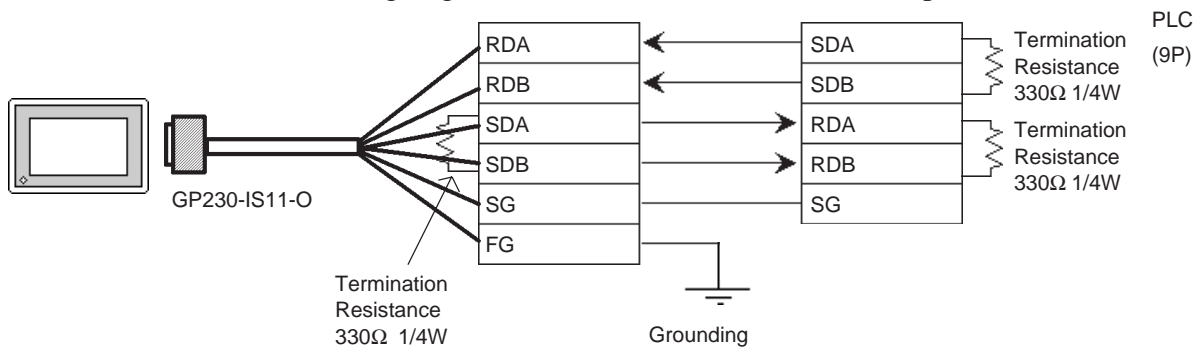 PLC
(9P)
RDA
RDB
SDA
SDB
SG
FG
SDA
SDB
RDA
RDB
SG
Termination
Resistance
330Ω 1/4W
Termination
Resistance
330Ω 1/4W
GP230-IS11-O
Termination
Resistance
330Ω 1/4W
Grounding